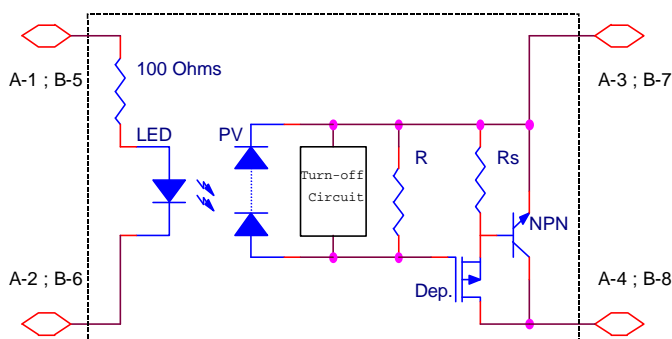 100 Ohms
A-1 ; B-5
A-3 ; B-7
LED
PV
R
Rs
Turn-off
Circuit
NPN
A-2 ; B-6
Dep.
A-4 ; B-8